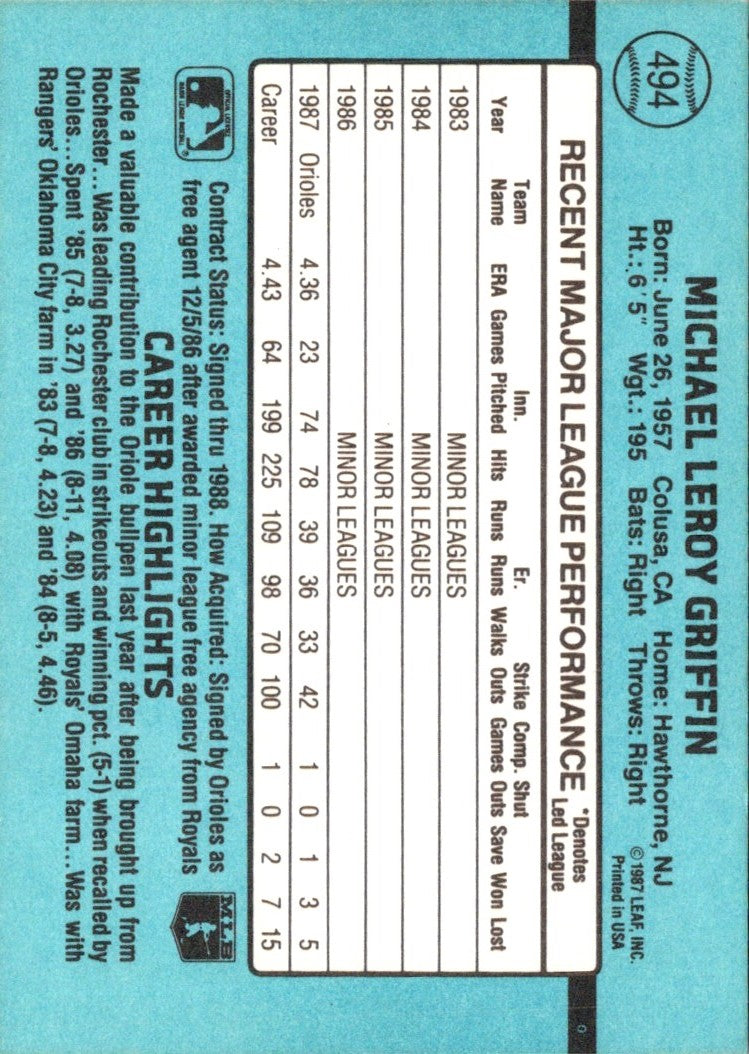 494
MICHAEL LEROY GRIFFIN
Born: June 26, 1957 Colusa, CA Home: Hawthorne, NJ
Ht.: 6' 5" Wgt.: 195 Bats: Right Throws: Right
© 1987 LEAF, INC.
Printed in USA
RECENT MAJOR LEAGUE PERFORMANCE
*Denotes
Led League
Team Inn. Er. Strike Comp. Shut
Year Name ERA Games Pitched Hits Runs Runs Walks Outs Games Outs Save Won Lost
1983 MINOR LEAGUES
1984 MINOR LEAGUES
1985 MINOR LEAGUES
1986 MINOR LEAGUES
1987 Orioles 4.36 23 74 78 39 36 33 42 1 0 1 3 5
Career 4.43 64 199 225 109 98 70 100 1 0 2 7 15
Contract Status: Signed thru 1988. How Acquired: Signed by Orioles as
free agent 12/5/86 after awarded minor league free agency from Royals
MLB
CAREER HIGHLIGHTS
Made a valuable contribution to the Oriole bullpen last year after being brought up from
Rochester... Was leading Rochester club in strikeouts and winning pct. (5-1) when recalled by
Orioles... Spent '85 (7-8, 3.27) and '86 (8-11, 4.08) with Royals' Omaha farm... Was with
Rangers' Oklahoma City farm in '83 (7-8, 4.23) and '84 (8-5, 4.46).